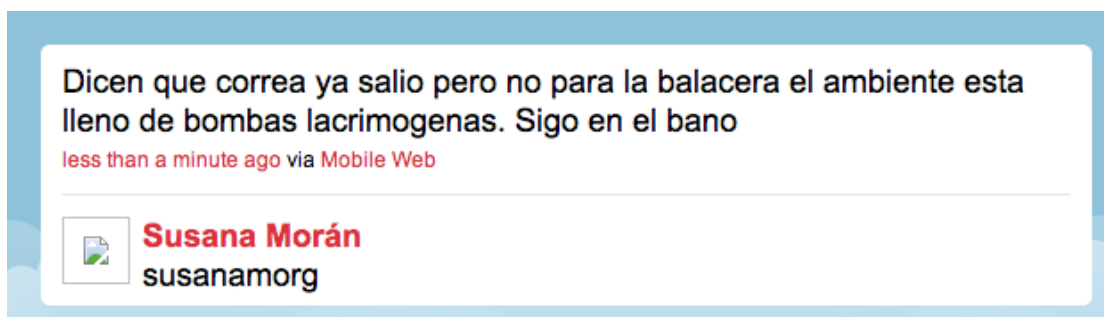 Dicen que correa ya salio pero no para la balacera el ambiente esta
lleno de bombas lacrimogenas. Sigo en el bano
less than a minute ago via Mobile Web
Susana Morán
susanamorg